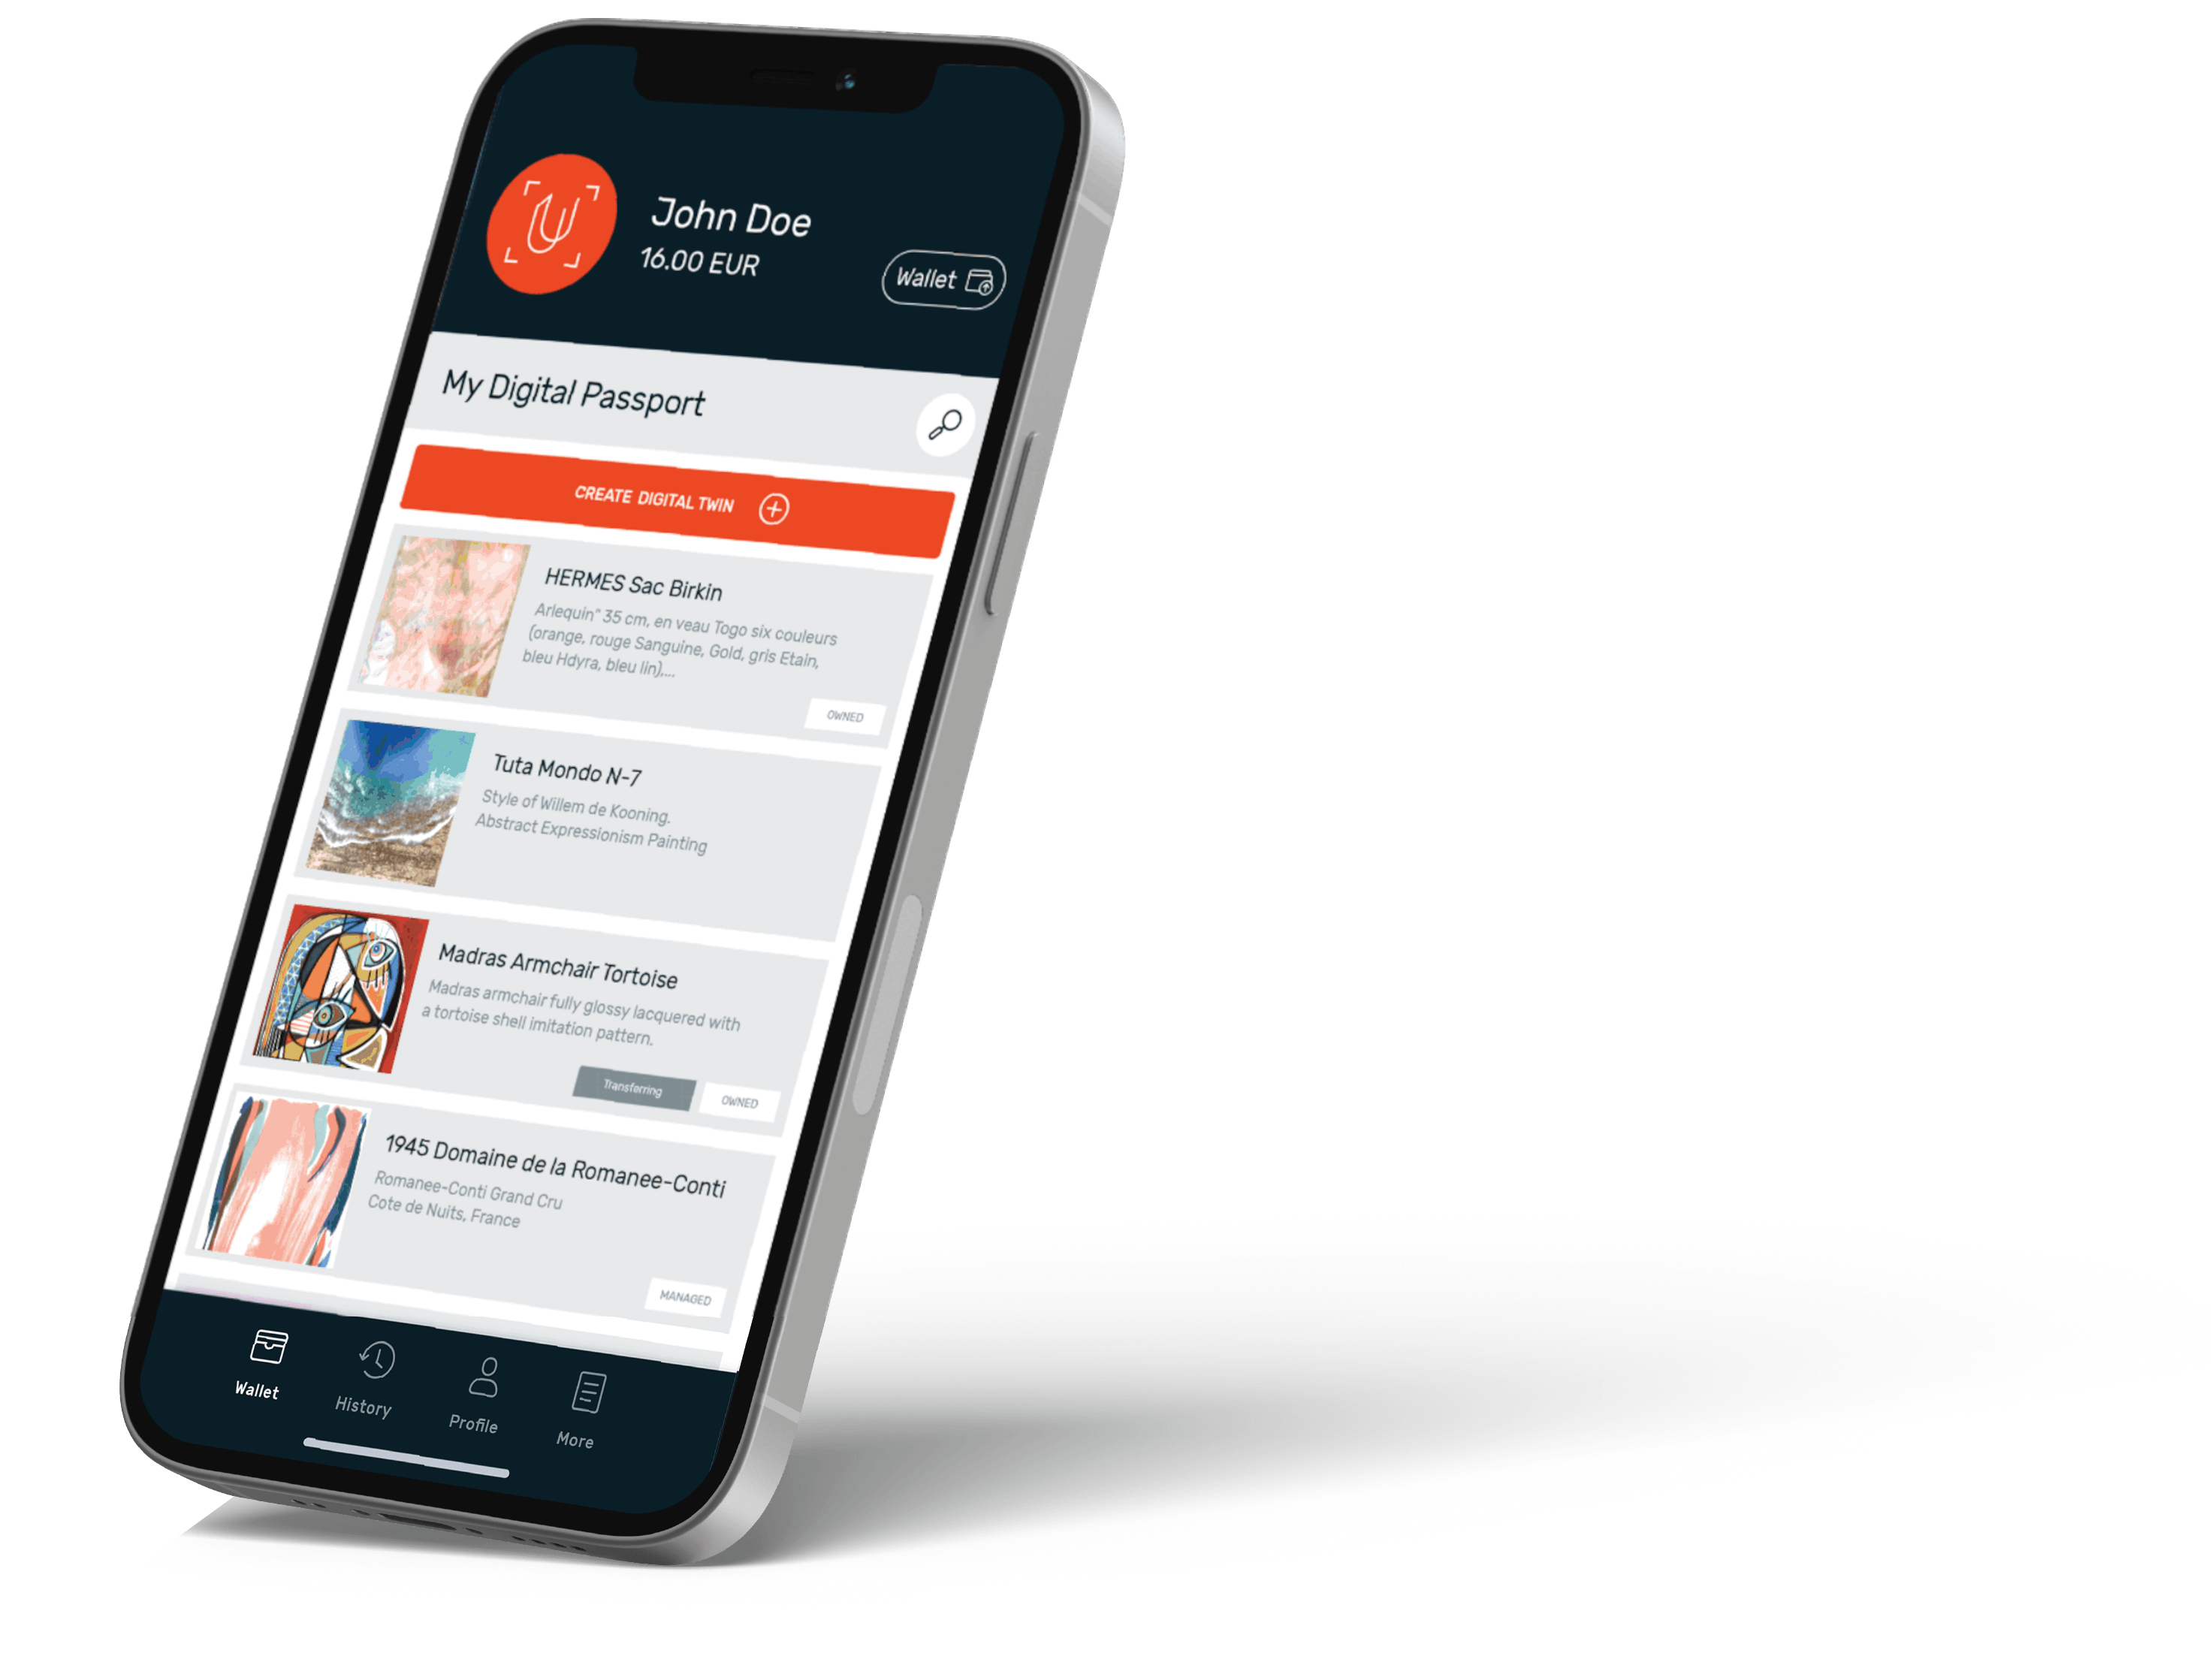 John Doe
16.00 EUR
Wallet
My Digital Passport
CREATE DIGITAL TWIN
HERMES Sac Birkin
Arlequin" 35 cm, en veau Togo six couleurs
(orange, rouge Sanguine, Gold, gris Etain,
bleu Hdyra, bleu lin),...
OWNED
Tuta Mondo N-7
Style of Willem de Kooning.
Abstract Expressionism Painting
Madras Armchair Tortoise
Madras armchair fully glossy lacquered with
a tortoise shell imitation pattern.
Transferring
OWNED
1945 Domaine de la Romanee-Conti
Romanee-Conti Grand Cru
Cote de Nuits, France
MANAGED
Wallet
History
Profile
More